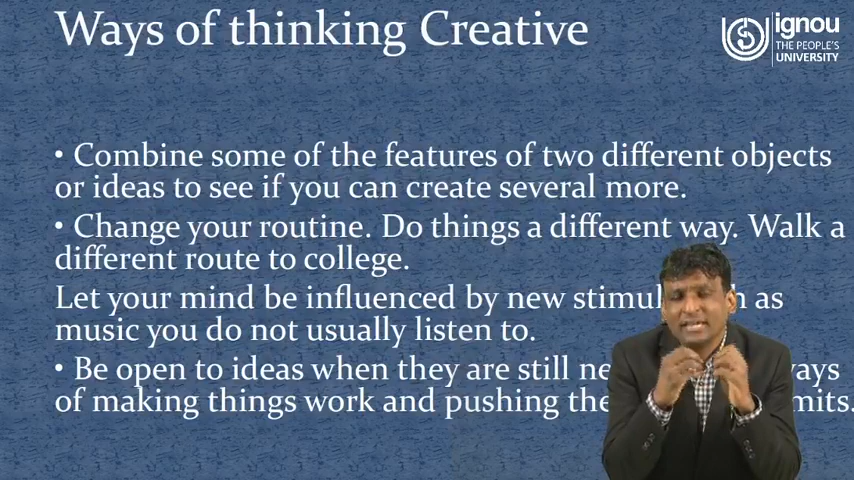 Ways of thinking Creative
ignou
THE PEOPLE'S
UNIVERSITY
• Combine some of the features of two different objects
or ideas to see if you can create several more.
• Change your routine. Do things a different way. Walk a
different route to college.
Let your mind be influenced by new as
music you do not usually listen to.
• Be open to ideas when they are still
of making things work and pushing